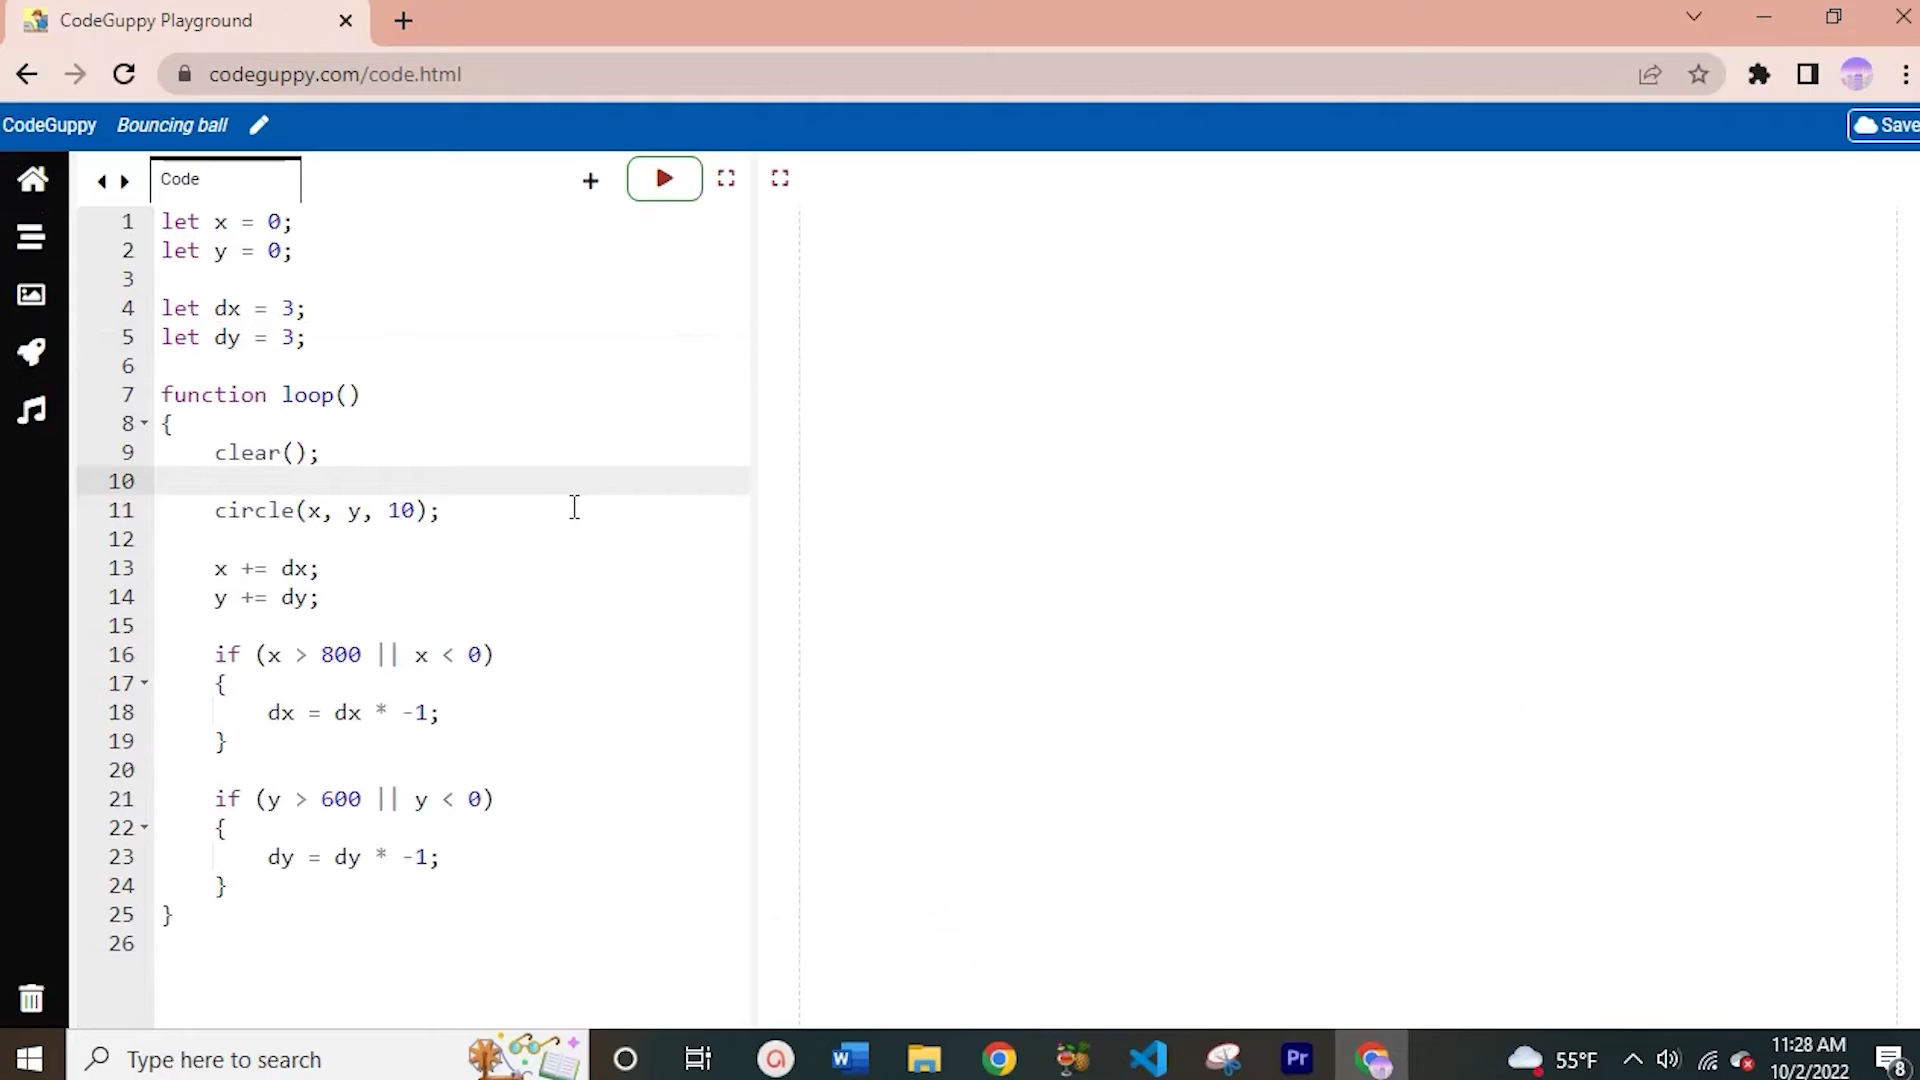 CodeGuppy Playground
codeguppy.com/code.html
CodeGuppy Bouncing ball Save
Code
1 let x = 0;
2 let y = 0;
3
4 let dx = 3;
5 let dy = 3;
6
7 function loop()
8 {
9 clear();
10
11 circle(x, y, 10);
12
13 x += dx;
14 y += dy;
15
16 if (x > 800 || x < 0)
17 {
18 dx = dx * -1;
19 }
20
21 if (y > 600 || y < 0)
22 {
23 dy = dy * -1;
24 }
25 }
26
Type here to search
W
Pr
55°F
11:28 AM
10/2/2022
8